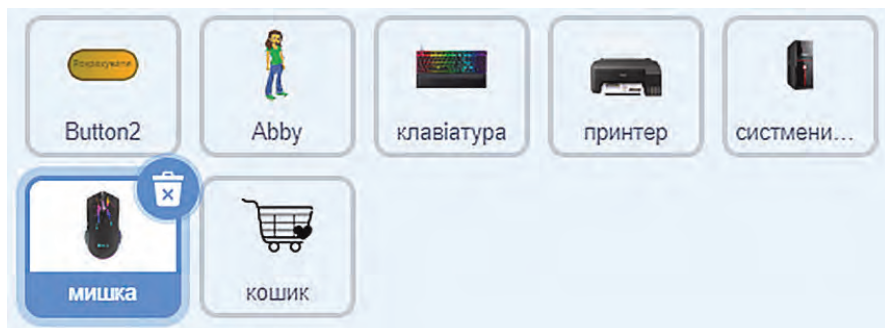 Розрахувати
Button2
Abby
клавіатура
принтер
систмени...
мишка
кошик